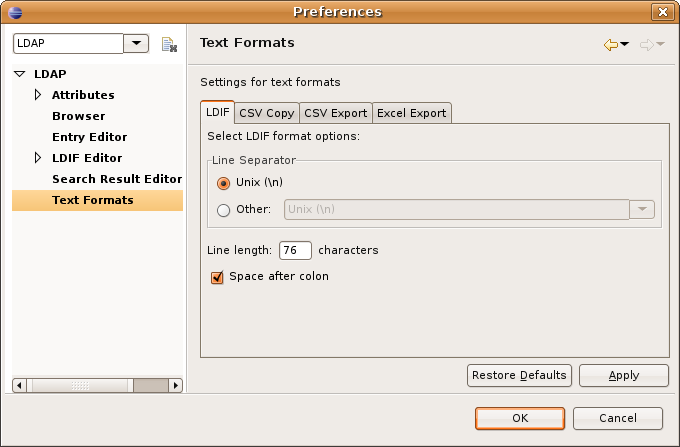 Preferences
LDAP
Text Formats
LDAP
Attributes
Browser
Entry Editor
LDIF Editor
Search Result Editor
Text Formats
Settings for text formats
LDIF CSV Copy CSV Export Excel Export
Select LDIF format options:
Line Separator
Unix (\n)
Other: Unix (\n)
Line length: 76 characters
Space after colon
Restore Defaults Apply
OK Cancel